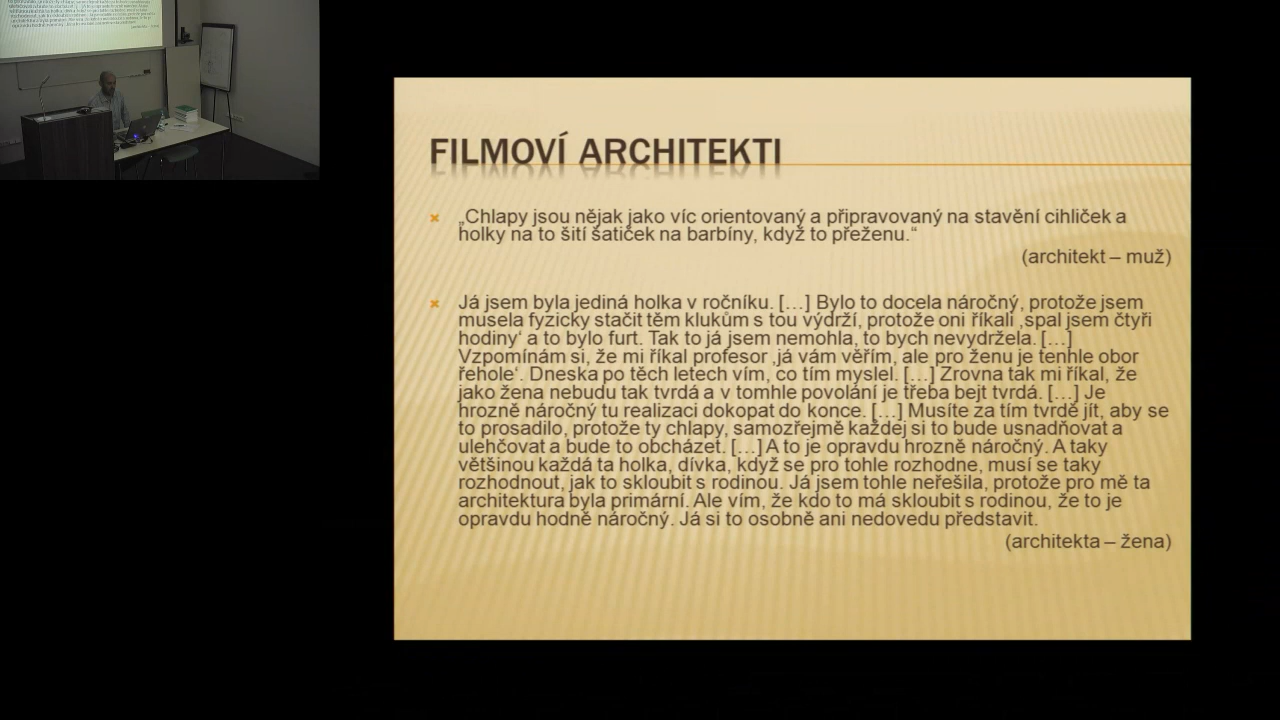 FILMOVÍ ARCHITEKTI
„Chlapy jsou nějak jako víc orientovaný a připravovaný na stavění cihliček a
holky na to šití šatiček na barbíny, když to přeženu.“
(architekt – muž)
Já jsem byla jediná holka v ročníku. […] Bylo to docela náročný, protože jsem
musela fyzicky stačit těm klukům s tou výdrží, protože oni říkali ‚spal jsem čtyři
hodiny‘ a to bylo furt. Tak to já jsem nemohla, to bych nevydržela. […]
Vzpomínám si, že mi říkal profesor ‚já vám věřím, ale pro ženu je tenhle obor
řehole‘. Dneska po těch letech vím, co tím myslel. […] Zrovna tak mi říkal, že
jako žena nebudu tak tvrdá a v tomhle povolání je třeba bejt tvrdá. […] Je
hrozně náročný tu realizaci dokopat do konce. […] Musíte za tím tvrdě jít, aby se
to prosadilo, protože ty chlapy, samozřejmě každej si to bude usnadňovat a
ulehčovat a bude to obcházet. […] A to je opravdu hrozně náročný. A taky
většinou každá ta holka, dívka, když se pro tohle rozhodne, musí se taky
rozhodnout, jak to skloubit s rodinou. Já jsem tohle neřešila, protože pro mě ta
architektura byla primární. Ale vím, že kdo to má skloubit s rodinou, že to je
opravdu hodně náročný. Já si to osobně ani nedovedu představit.
(architekta – žena)